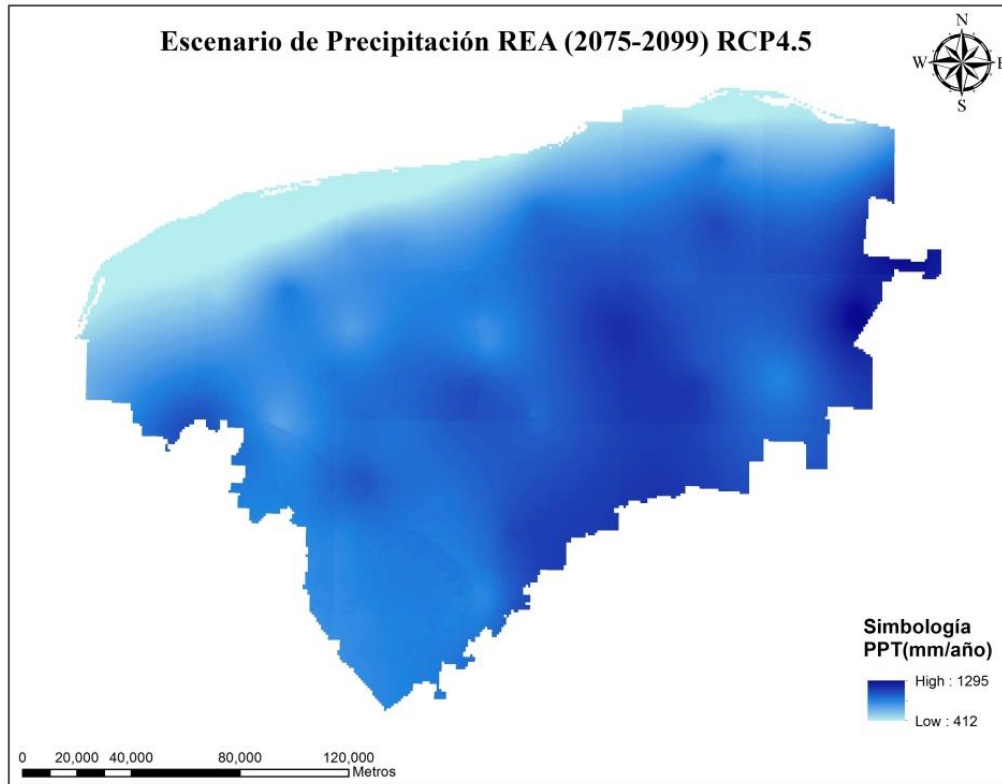 Escenario de Precipitación REA (2075-2099) RCP4.5
N
W E
S
Simbología
PPT(mm/año)
High : 1295
Low : 412
0 20,000 40,000 80,000 120,000
Metros